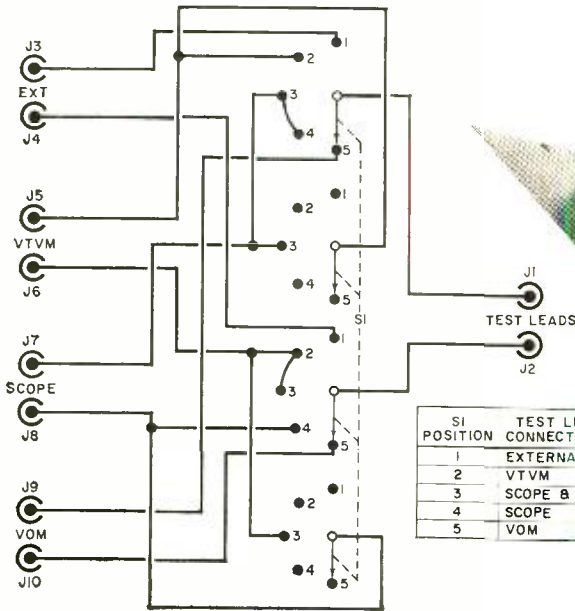 J3
EXT
J4
J5
VTVM
J6
J7
SCOPE
J8
J9
VOM
J10
1
2
3
4
5
1
2
3
4
5
1
2
3
4
5
1
2
3
4
5
S1
J1
TEST LEADS
J2
S1 POSITION
TEST
1
2 VTVM
3 SCOPE &
4 SCOPE
5 VOM